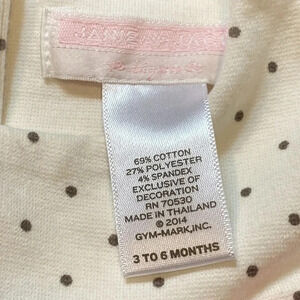 69% COTTON
27% POLYESTER
4% SPANDEX
EXCLUSIVE OF
DECORATION
RN 70530
MADE IN THAILAND
© 2014
GYM-MARK, INC.
3 TO 6 MONTHS